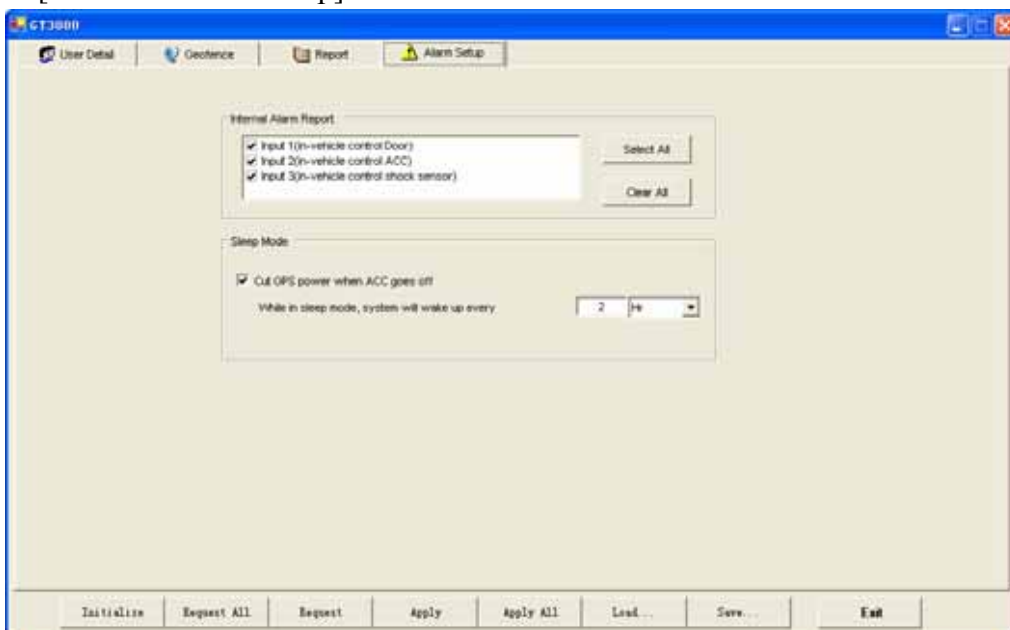 GT3000
User Detail Geofence Report Alarm Setup
Internal Alarm Report
Input 1(in-vehicle control Door)
Input 2(in-vehicle control ACC)
Input 3(in-vehicle control shock sensor)
Select All
Clear All
Sleep Mode
Cut GPS power when ACC goes off
While in sleep mode, system will wake up every 2 Hr
Initialize Request All Request Apply Apply All Load... Save... Exit